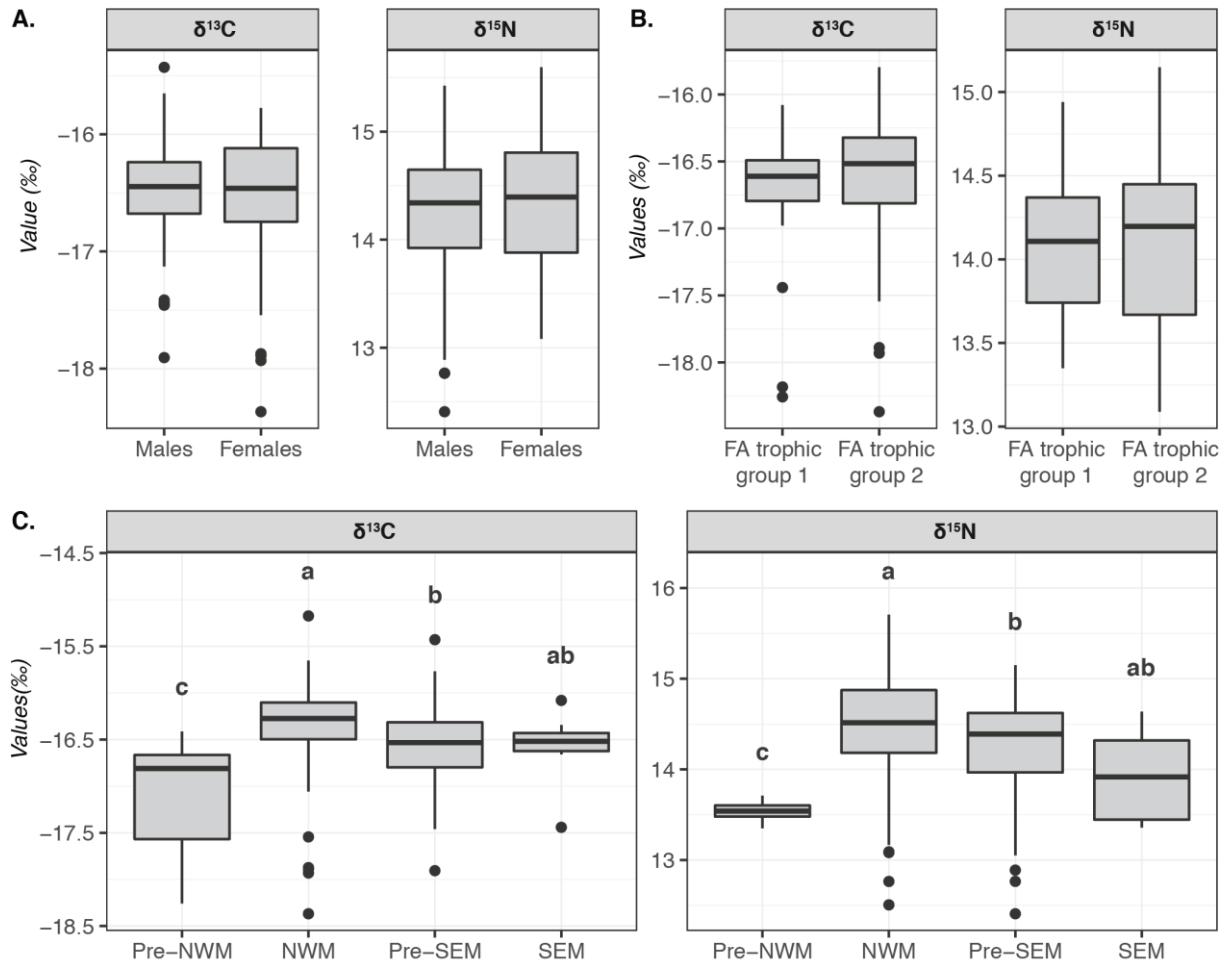 A.
δ¹³C
δ¹⁵N
Value (‰)
−16
−17
−18
15
14
13
Males
Females
Males
Females
B.
δ¹³C
δ¹⁵N
Values (‰)
−16.0
−16.5
−17.0
−17.5
−18.0
15.0
14.5
14.0
13.5
13.0
FA trophic
group 1
FA trophic
group 2
FA trophic
group 1
FA trophic
group 2
C.
δ¹³C
δ¹⁵N
Values(‰)
−14.5
−15.5
−16.5
−17.5
−18.5
c
a
b
ab
Pre−NWM
NWM
Pre−SEM
SEM
16
15
14
13
c
a
b
ab
Pre−NWM
NWM
Pre−SEM
SEM